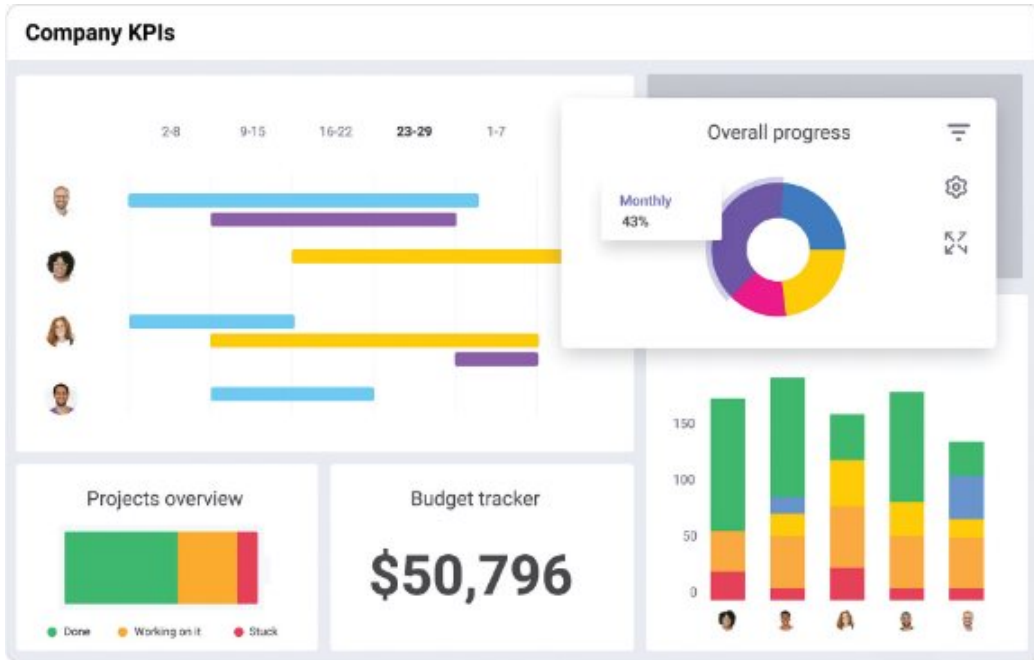 Company KPIs
2-8 9-15 16-22 23-29 1-7
Overall progress
Monthly
43%
150
100
50
0
Projects overview
Done Working on it Stuck
Budget tracker
$50,796